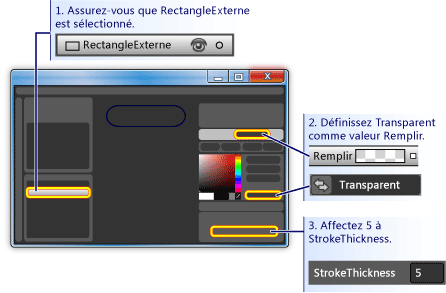 1. Assurez-vous que RectangleExterne
est sélectionné.
RectangleExterne
2. Définissez Transparent
comme valeur Remplir.
Remplir
Transparent
3. Affectez 5 à
StrokeThickness.
StrokeThickness 5